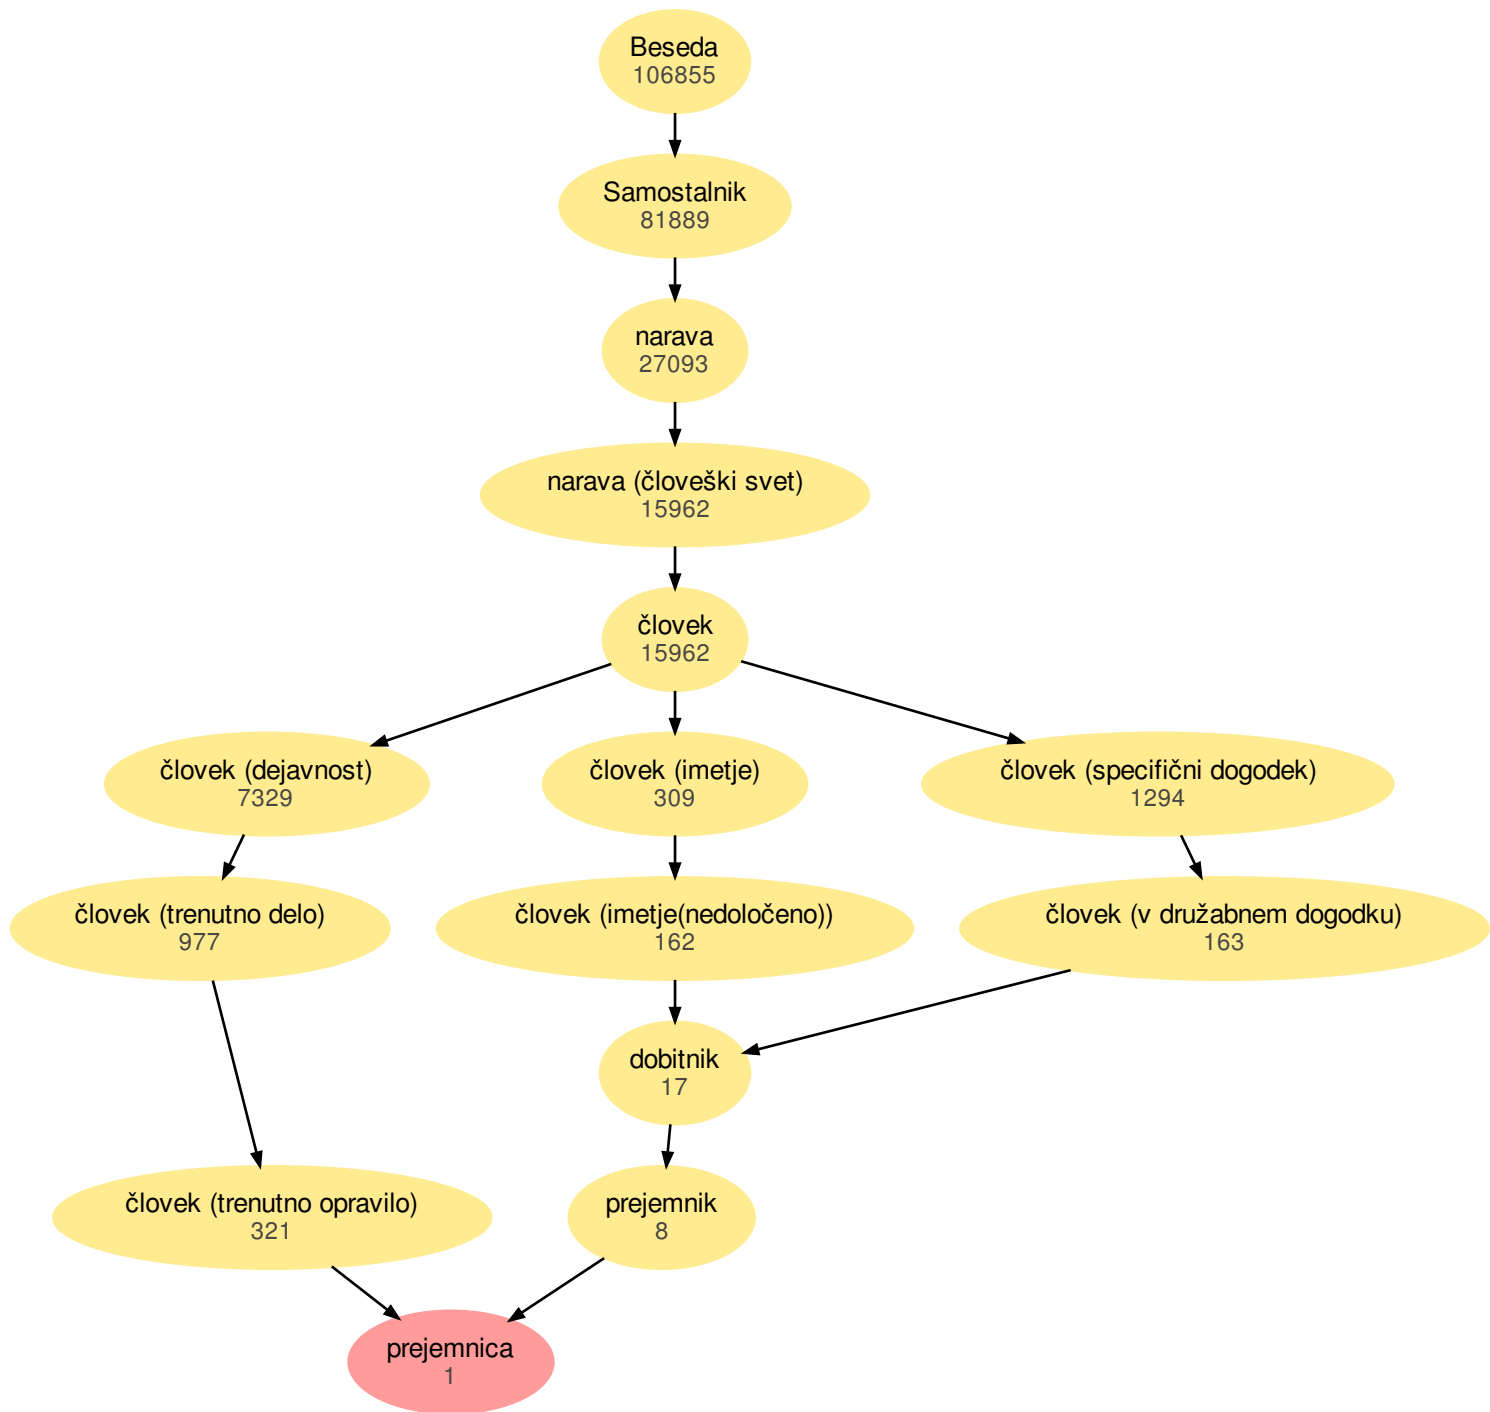 Beseda
106855
Samostalnik
81889
narava
27093
narava (človeški svet)
15962
človek
15962
človek (dejavnost)
7329
človek (imetje)
309
človek (specifični dogodek)
1294
človek (trenutno delo)
977
človek (imetje(nedoločeno))
162
človek (v družabnem dogodku)
163
dobitnik
17
človek (trenutno opravilo)
321
prejemnik
8
prejemnica
1